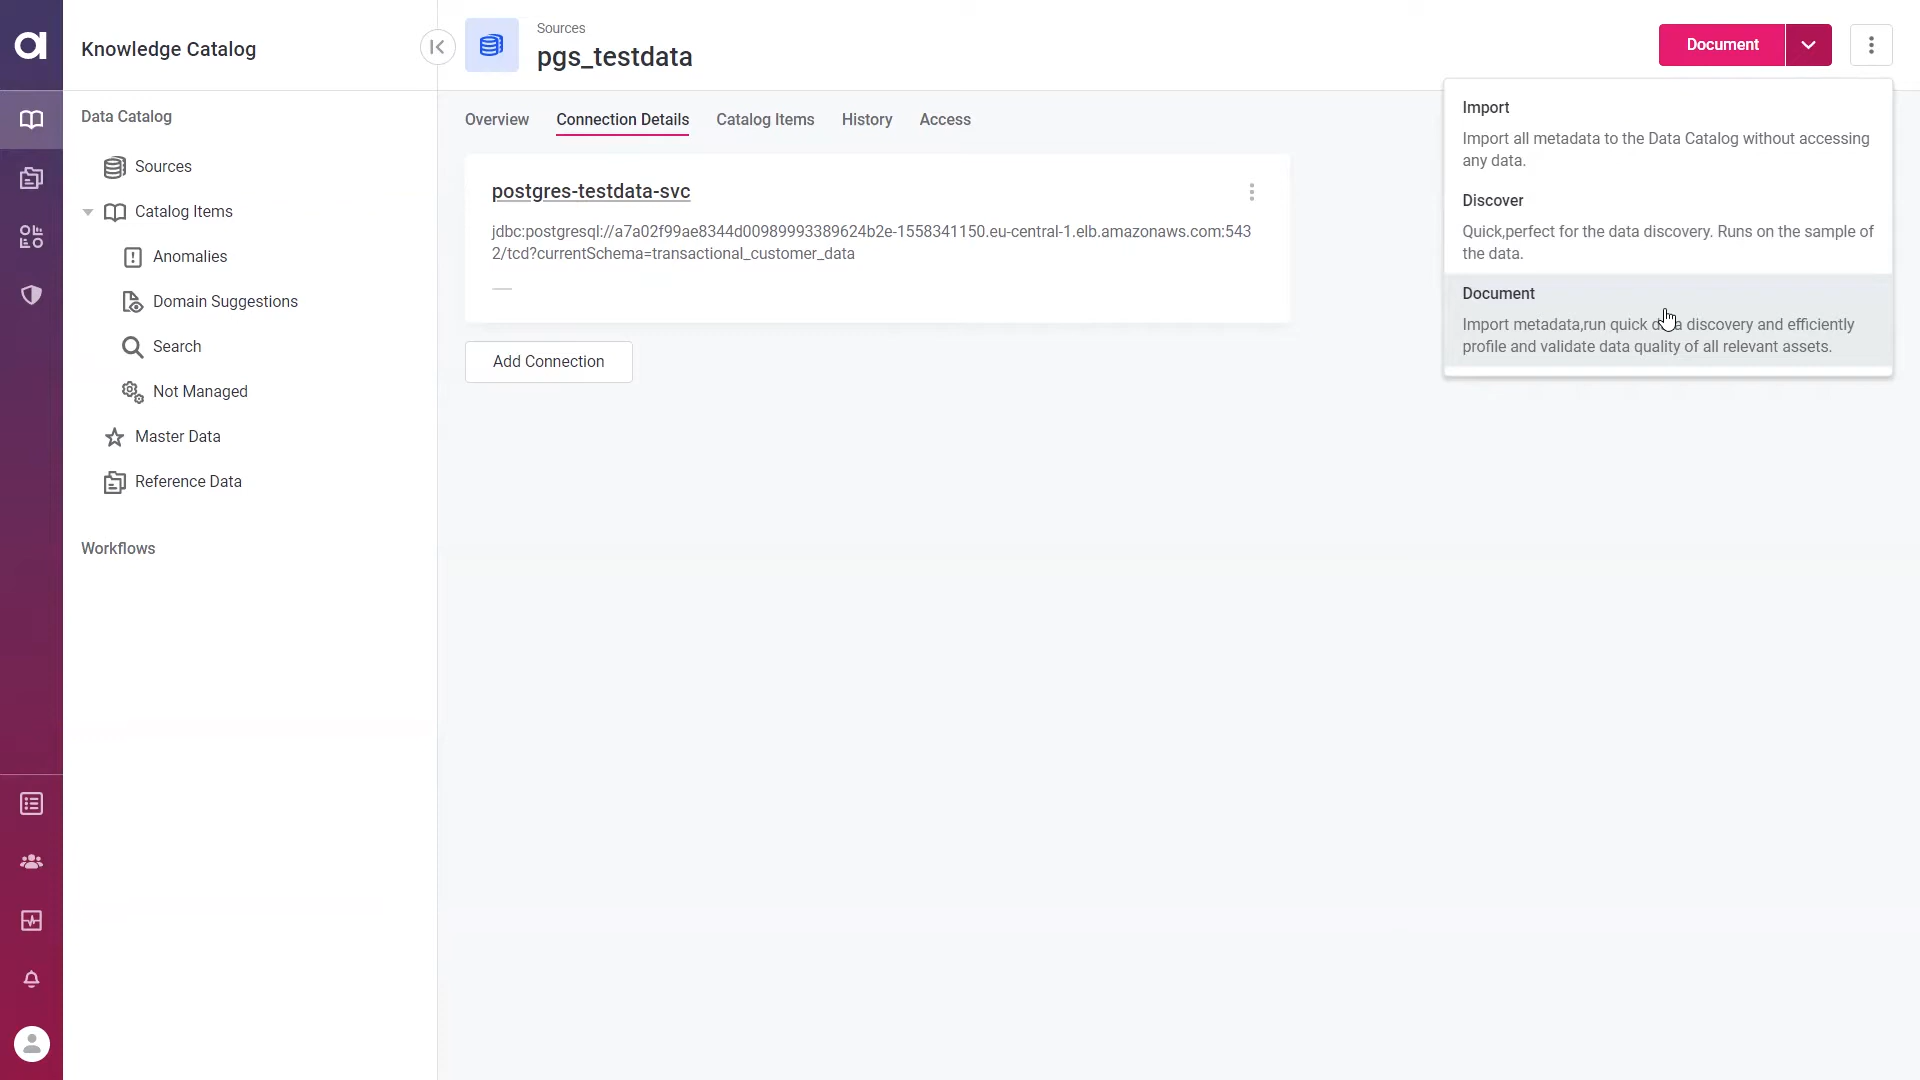 Knowledge Catalog
Sources
pgs_testdata
Document
Data Catalog
Sources
Catalog Items
Anomalies
Domain Suggestions
Search
Not Managed
Master Data
Reference Data
Workflows
Overview
Connection Details
Catalog Items
History
Access
postgres-testdata-svc
jdbc:postgresql://a7a02f99ae8344d00989993389624b2e-1558341150.eu-central-1.elb.amazonaws.com:543
2/tcd?currentSchema=transactional_customer_data
Add Connection
Import
Import all metadata to the Data Catalog without accessing
any data.
Discover
Quick,perfect for the data discovery. Runs on the sample of
the data.
Document
Import metadata,run quick data discovery and efficiently
profile and validate data quality of all relevant assets.